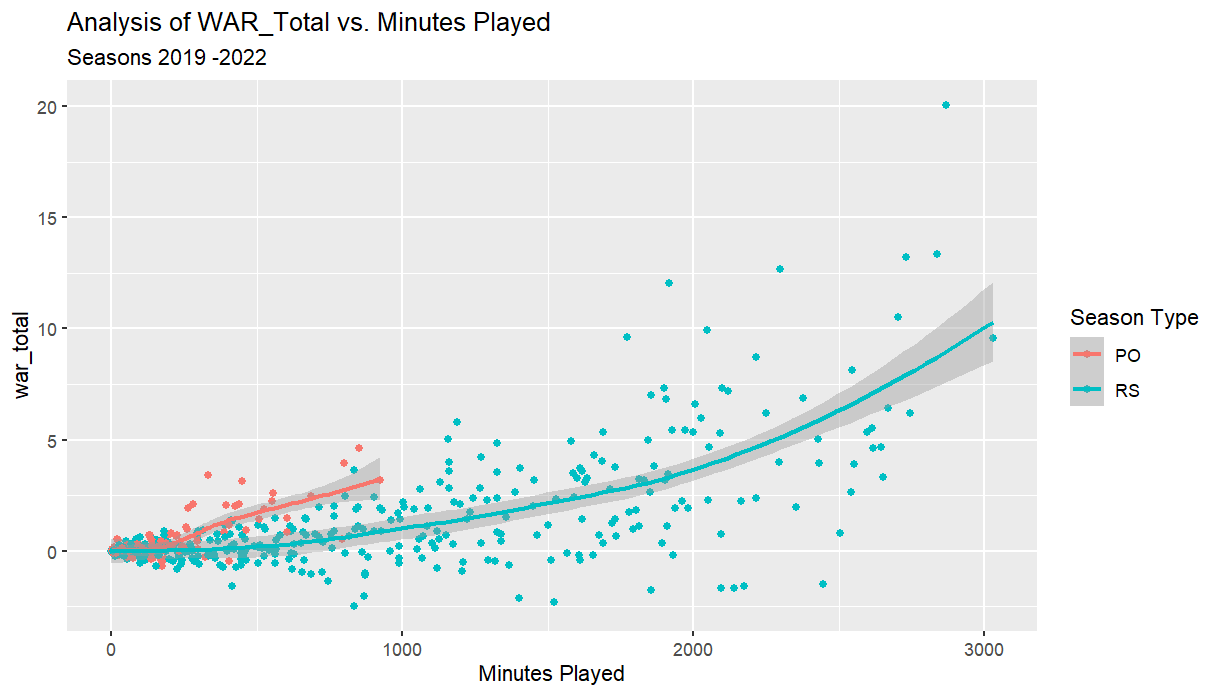 Analysis of WAR_Total vs. Minutes Played
Seasons 2019 -2022
20
15
10
5
0
war_total
0 1000 2000 3000
Minutes Played
Season Type
PO
RS